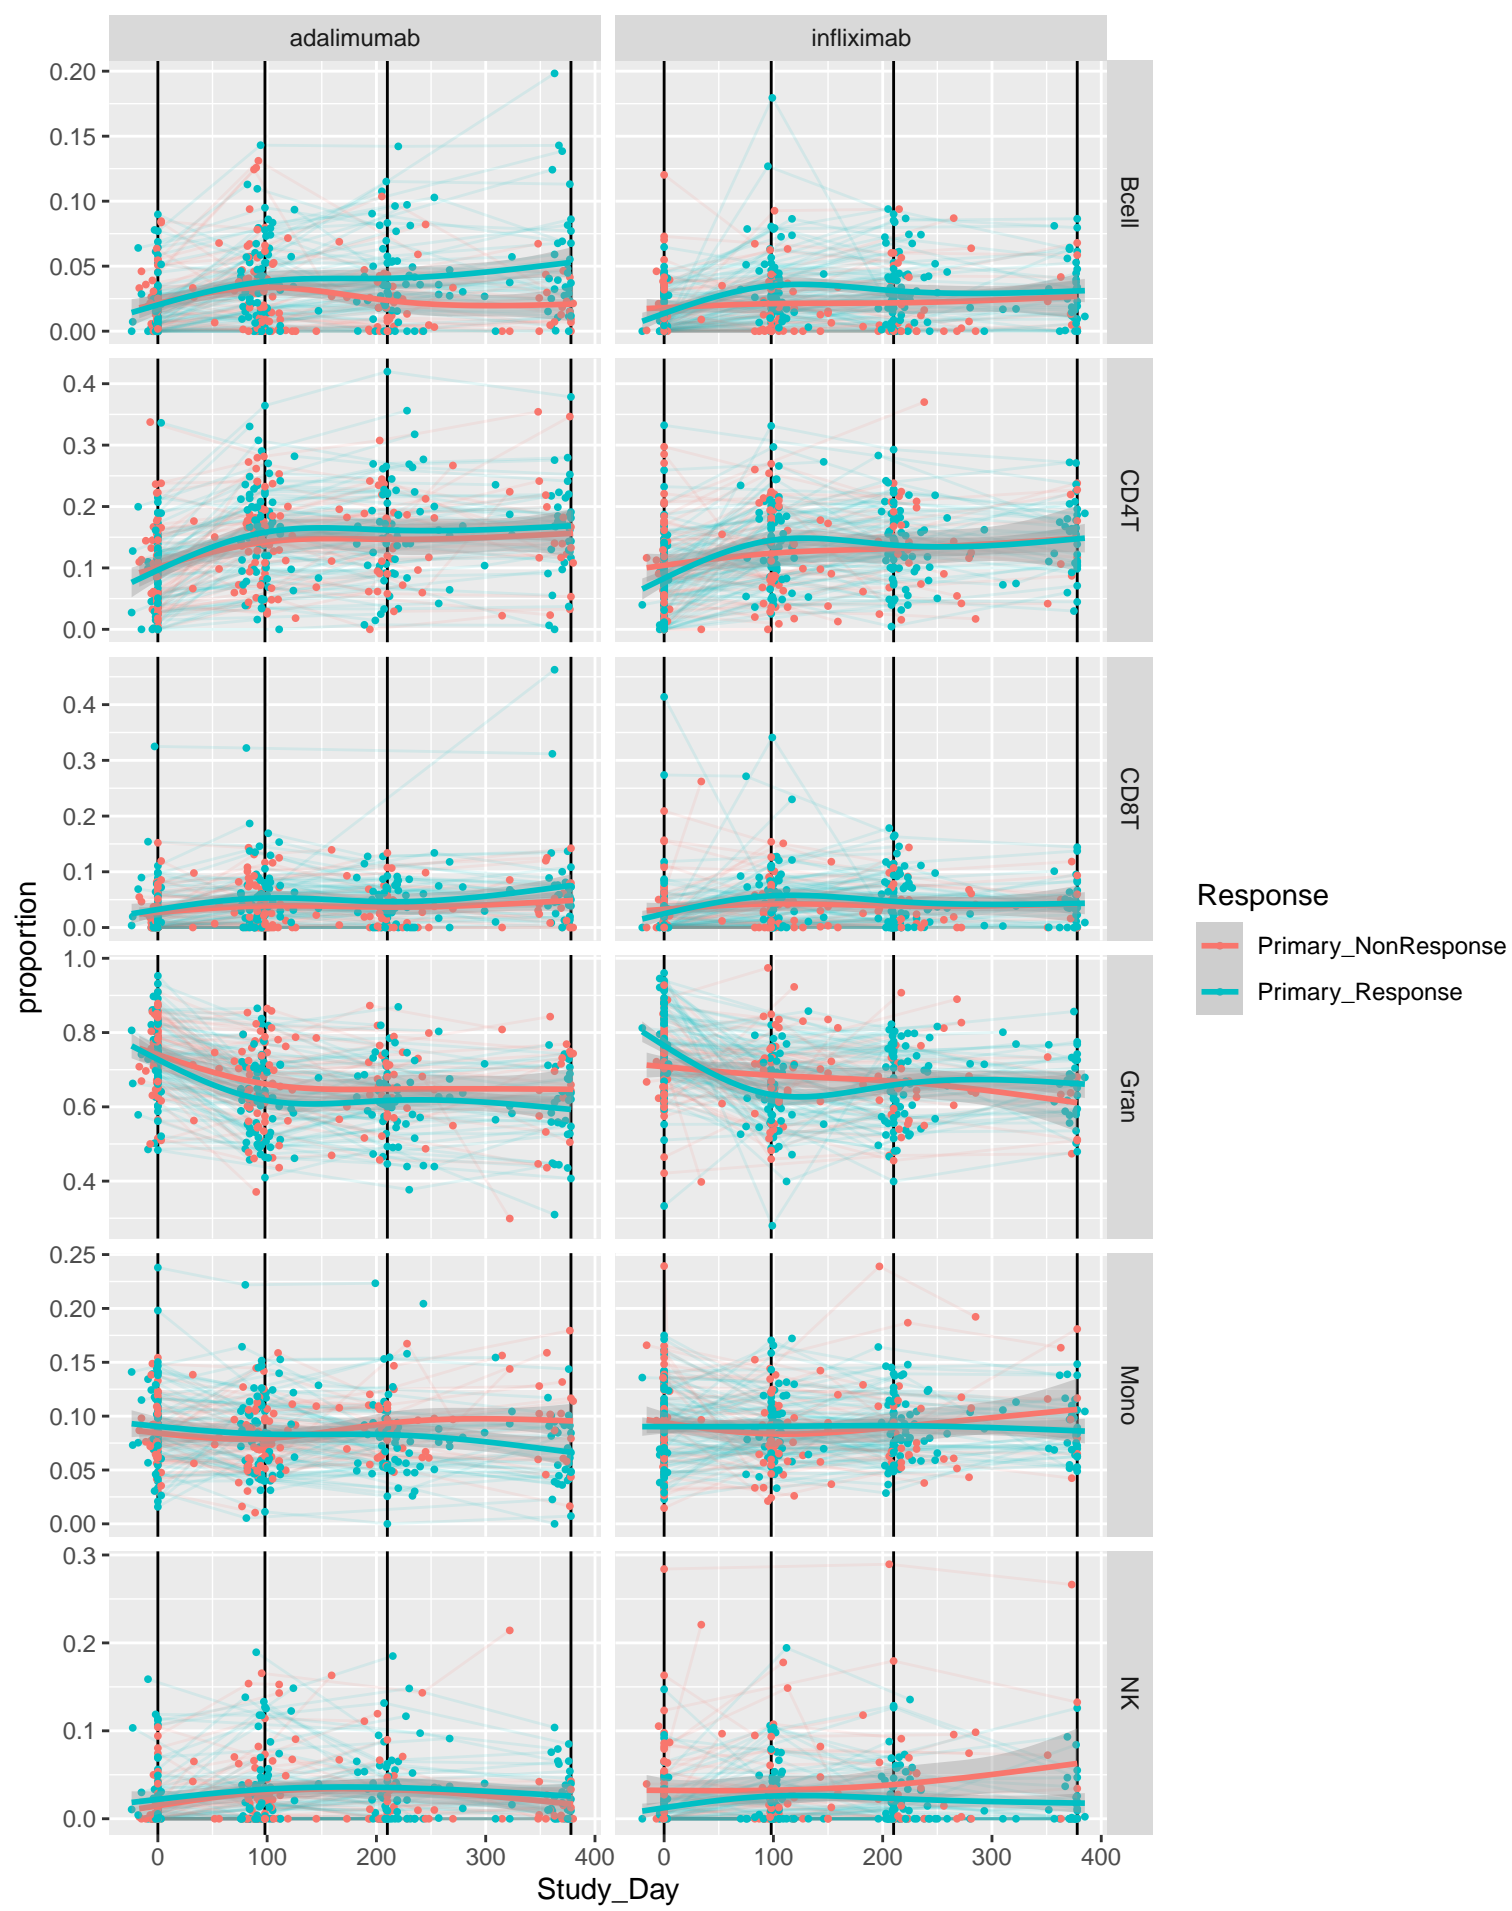 adalimumab
infliximab
0.20
0.15
0.10
0.05
0.00
Bcell
0.4
0.3
0.2
0.1
0.0
CD4T
0.4
0.3
0.2
0.1
0.0
CD8T
1.0
0.8
0.6
0.4
Gran
0.25
0.20
0.15
0.10
0.05
0.00
Mono
0.3
0.2
0.1
0.0
NK
proportion
0 100 200 300 400
0 100 200 300 400
Study_Day
Response
Primary_NonResponse
Primary_Response